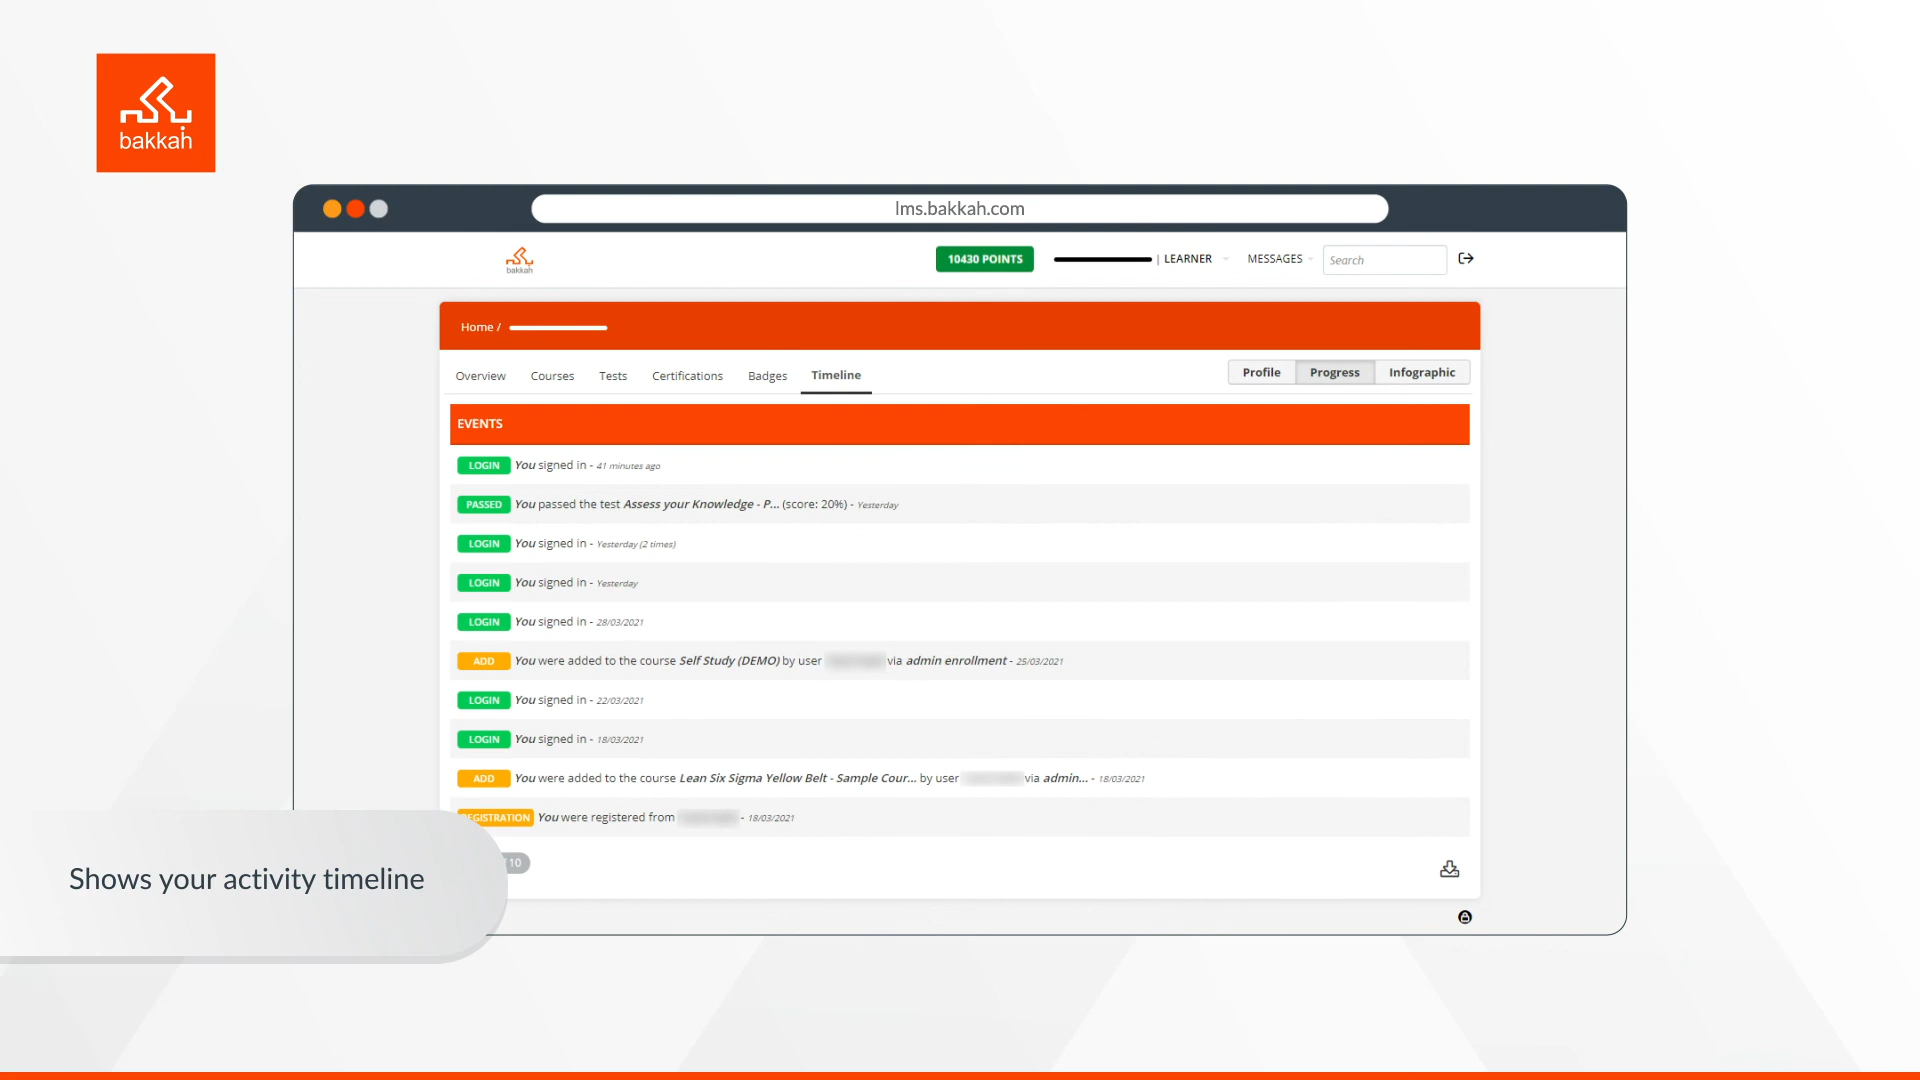 bakkah
lms.bakkah.com
bakkah
10430 POINTS
| LEARNER
MESSAGES
Search
Home /
Overview
Courses
Tests
Certifications
Badges
Timeline
Profile
Progress
Infographic
EVENTS
LOGIN You signed in - 41 minutes ago
PASSED You passed the test Assess your Knowledge - P... (score: 20%) - Yesterday
LOGIN You signed in - Yesterday (2 times)
LOGIN You signed in - Yesterday
LOGIN You signed in - 28/03/2021
ADD You were added to the course Self Study (DEMO) by user via admin enrollment - 25/03/2021
LOGIN You signed in - 22/03/2021
LOGIN You signed in - 18/03/2021
ADD You were added to the course Lean Six Sigma Yellow Belt - Sample Cour... by user via admin... - 18/03/2021
EGISTRATION You were registered from - 18/03/2021
10
Shows your activity timeline